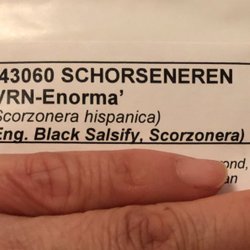 43060 SCHORSENEREN
VRN-Enorma’
Scorzonera hispanica)
Eng. Black Salsify, Scorzonera)